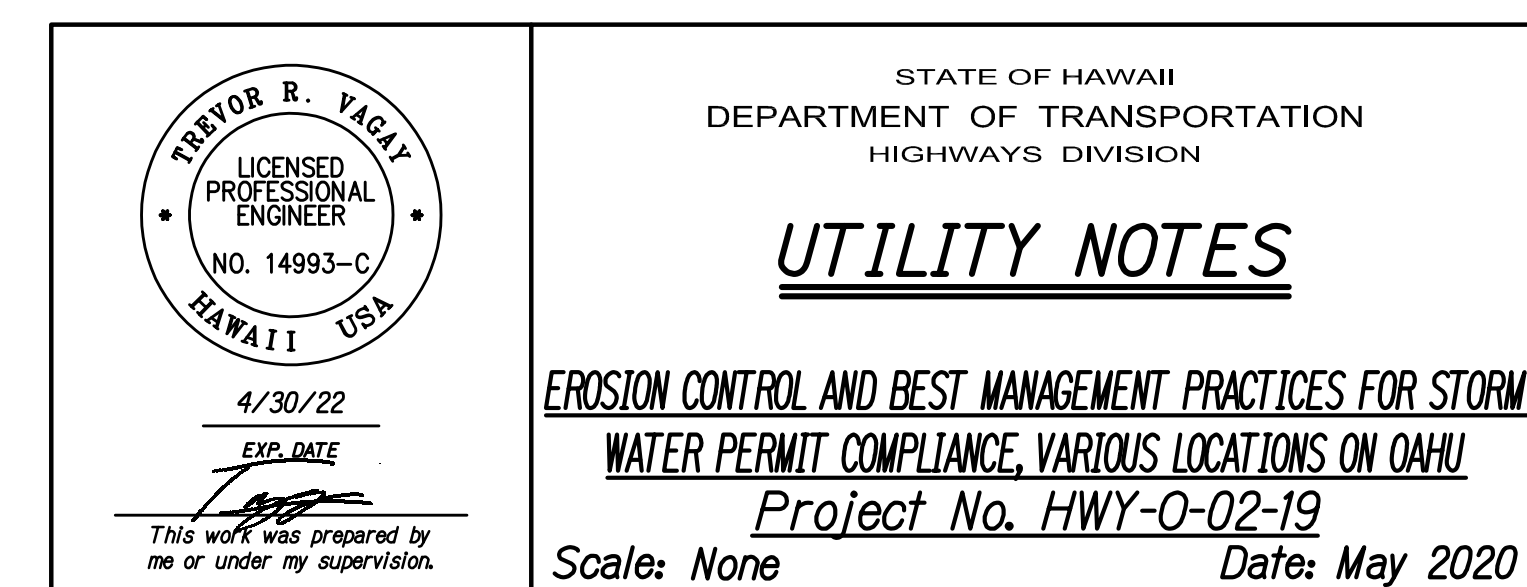 TREVOR R. VAGAY
LICENSED
PROFESSIONAL
ENGINEER
* *
NO. 14993-C
HAWAII USA
4/30/22
EXP. DATE
This work was prepared by
me or under my supervision.
STATE OF HAWAII
DEPARTMENT OF TRANSPORTATION
HIGHWAYS DIVISION
UTILITY NOTES
EROSION CONTROL AND BEST MANAGEMENT PRACTICES FOR STORM
WATER PERMIT COMPLIANCE, VARIOUS LOCATIONS ON OAHU
Project No. HWY-O-02-19
Scale: None Date: May 2020